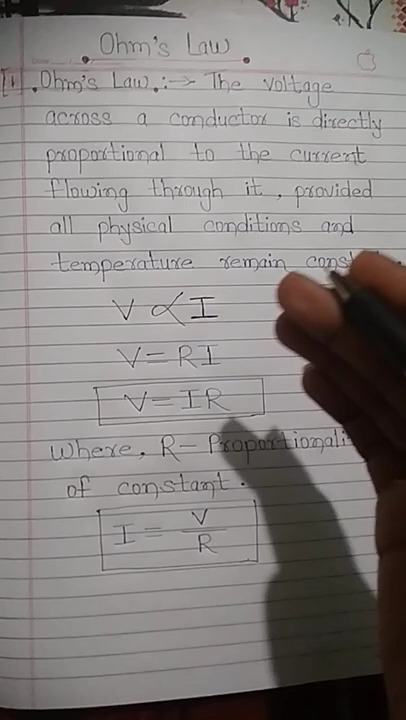 Ohm's Law.
[1]. Ohm's Law.:→ The voltage
across a conductor is directly
proportional to the current
flowing through it, provided
all physical conditions and
temperature remain
V ∝ I
V = RI
V = IR
Where, R-
of constant.
I = V/R